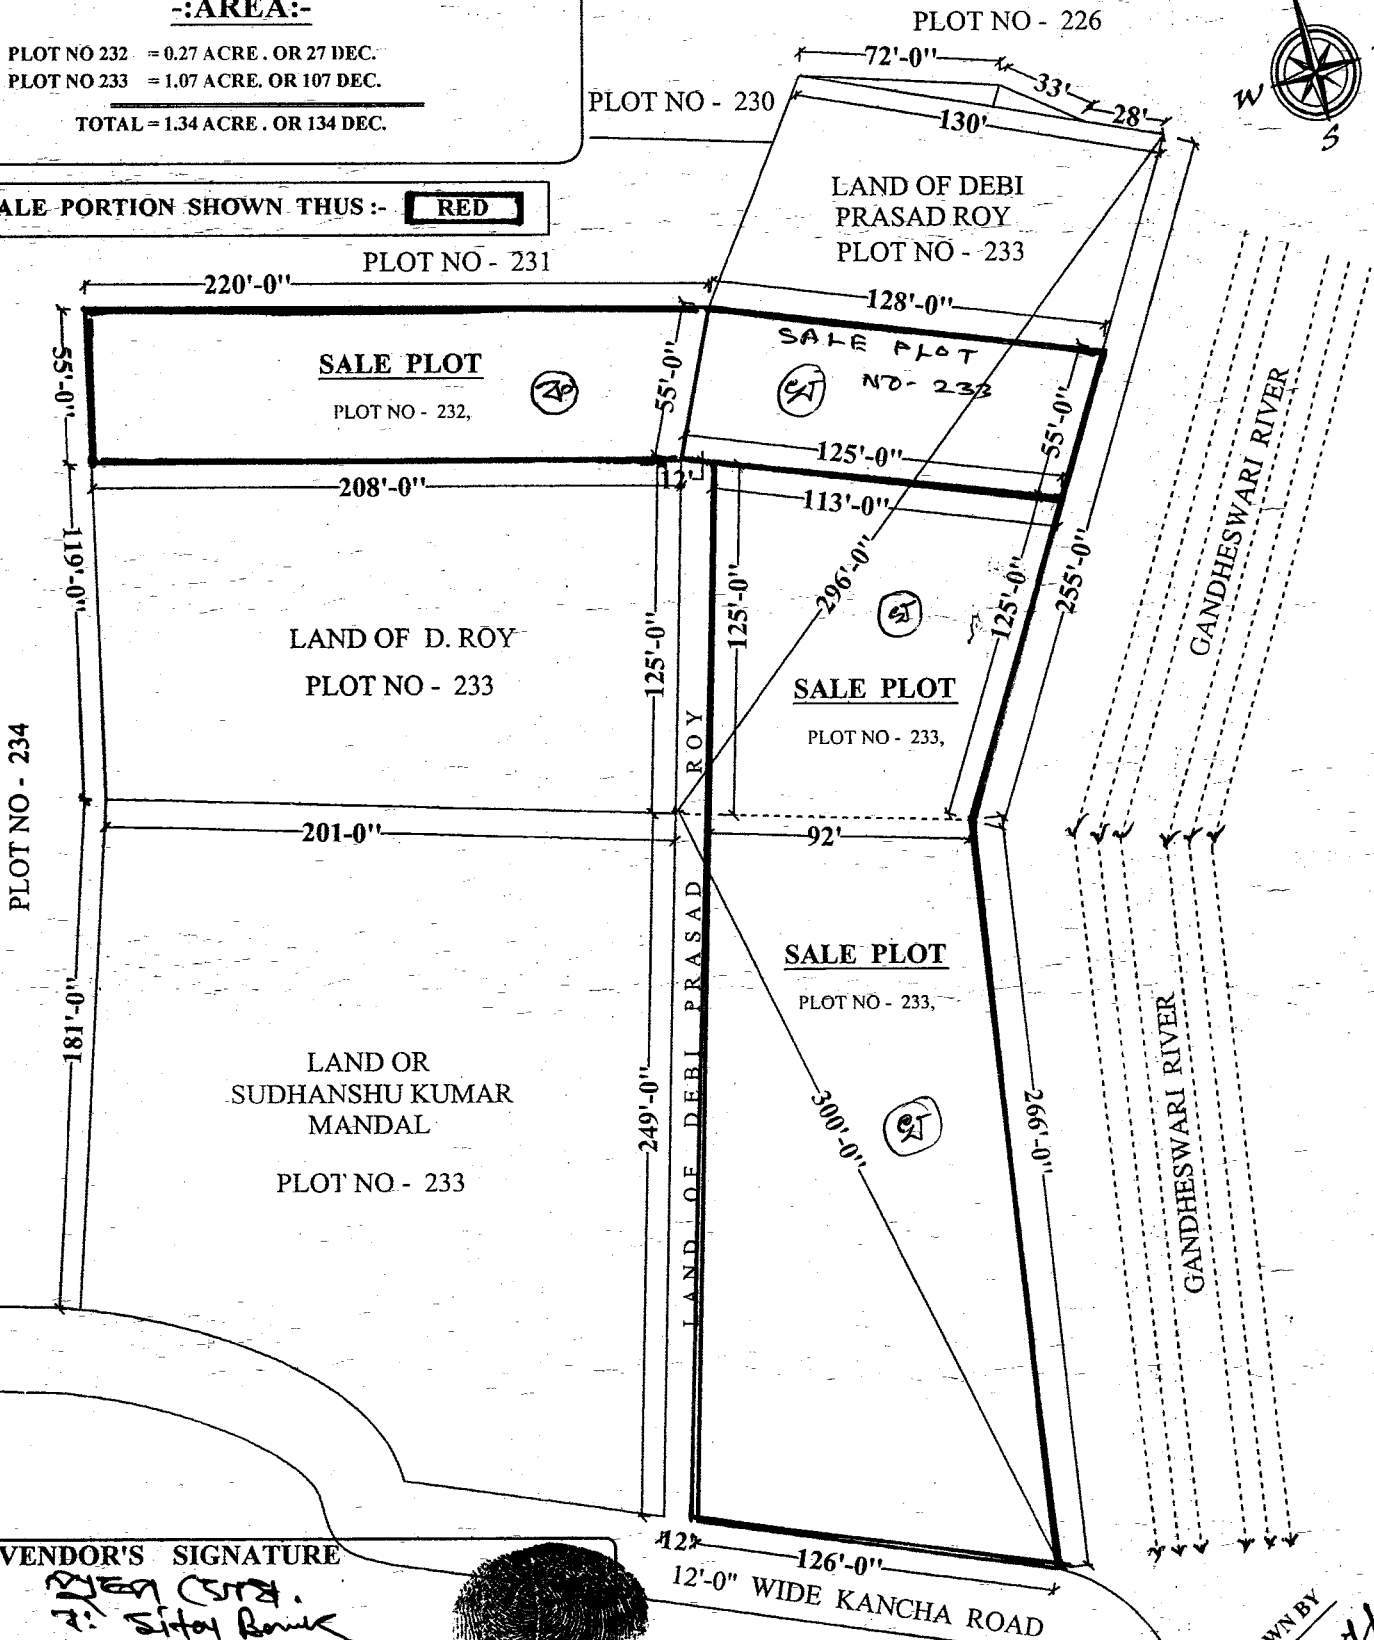 -:AREA:-
PLOT NO 232 = 0.27 ACRE . OR 27 DEC.
PLOT NO 233 = 1.07 ACRE. OR 107 DEC.
TOTAL = 1.34 ACRE . OR 134 DEC.
ALE PORTION SHOWN THUS :- RED
PLOT NO - 226
72'-0"
33'
28'
130'
W
S
PLOT NO - 230
LAND OF DEBI
PRASAD ROY
PLOT NO - 233
PLOT NO - 231
220'-0"
128'-0"
55'-0"
SALE PLOT
PLOT NO - 232,
55'-0"
SALE PLOT
NO- 233
55'-0"
125'-0"
208'-0"
12'
113'-0"
119'-0"
LAND OF D. ROY
PLOT NO - 233
125'-0"
125'-0"
296'-0"
125'-0"
255'-0"
GANDHESWARI RIVER
SALE PLOT
PLOT NO - 233,
PLOT NO - 234
201-0"
92'
181'-0"
LAND OR
SUDHANSHU KUMAR
MANDAL
PLOT NO - 233
249'-0"
LAND OF DEBI PRASAD ROY
SALE PLOT
PLOT NO - 233,
300'-0"
266'-0"
GANDHESWARI RIVER
12'
126'-0"
12'-0" WIDE KANCHA ROAD
VENDOR'S SIGNATURE
WN BY